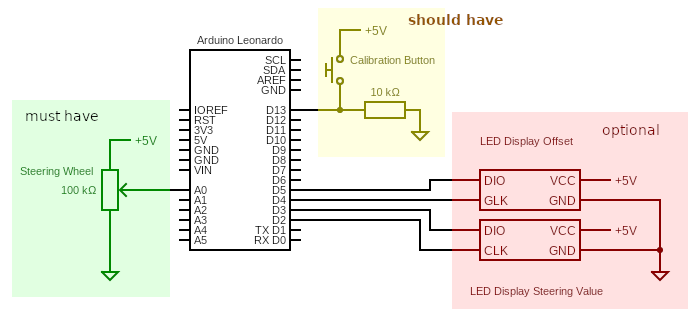 should have
+5V
Calibration Button
10 kΩ
Arduino Leonardo
SCL
SDA
AREF
GND
IOREF
RST
3V3
5V
GND
GND
VIN
A0
A1
A2
A3
A4
A5
D13
D12
D11
D10
D9
D8
D7
D6
D5
D4
D3
D2
TX D1
RX D0
must have
+5V
Steering Wheel
100 kΩ
optional
LED Display Offset
DIO VCC +5V
GLK GND
DIO VCC +5V
CLK GND
LED Display Steering Value